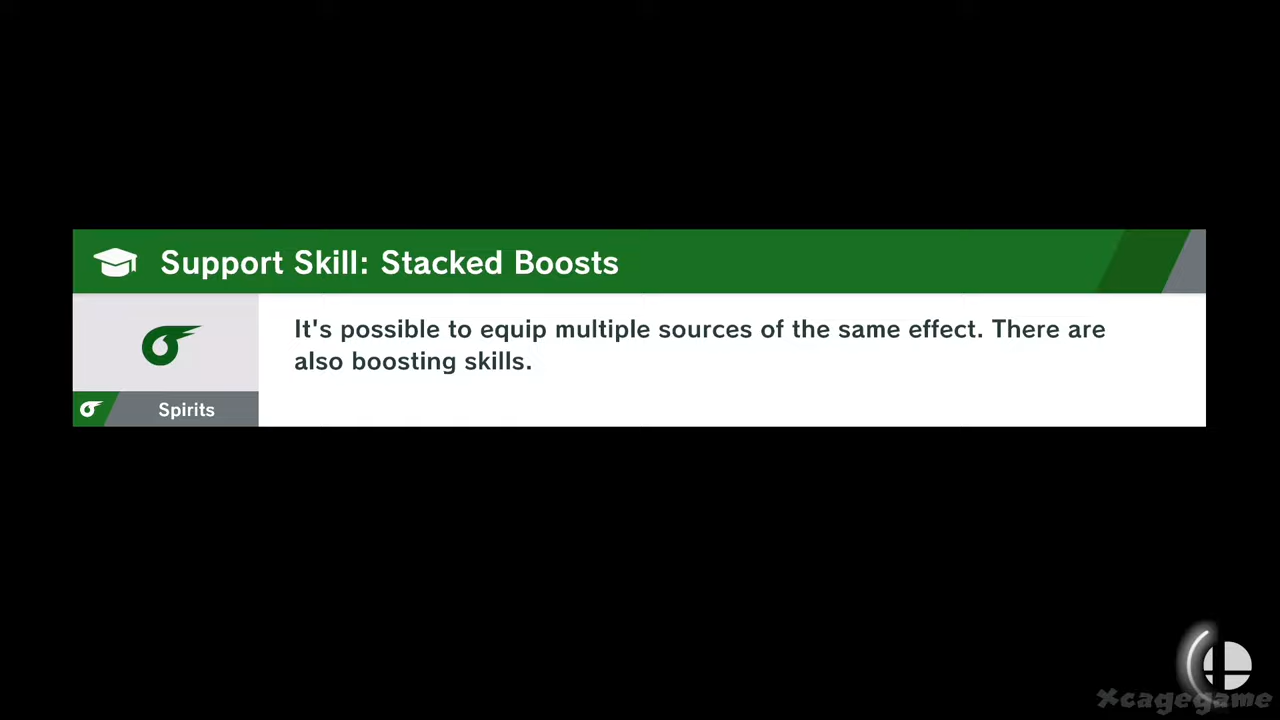 Support Skill: Stacked Boosts
It's possible to equip multiple sources of the same effect. There are
also boosting skills.
Spirits
Xcagegame